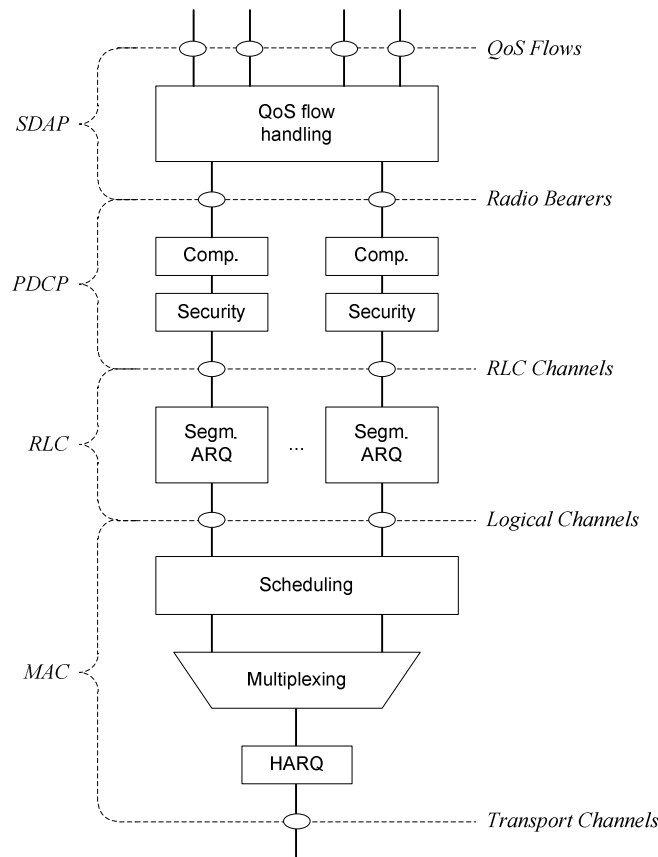 QoS Flows
QoS flow
handling
SDAP
Radio Bearers
Comp.
Comp.
PDCP
Security
Security
RLC Channels
Segm.
ARQ
...
Segm.
ARQ
RLC
Logical Channels
Scheduling
MAC
Multiplexing
HARQ
Transport Channels